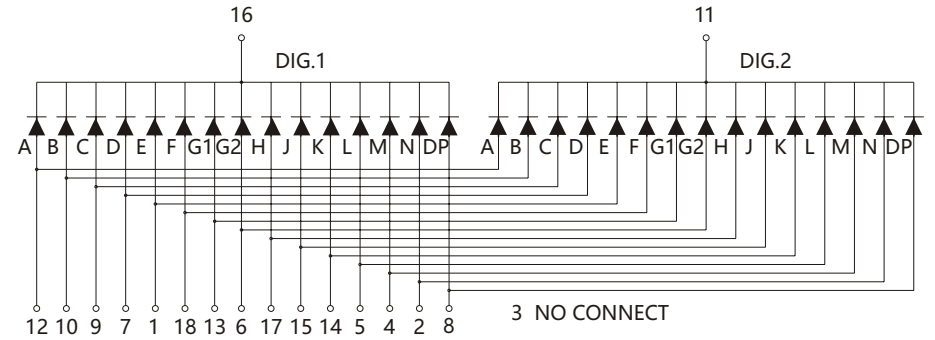 16 11
DIG.1 DIG.2
A B C D E F G1 G2 H J K L M N DP A B C D E F G1 G2 H J K L M N DP
3 NO CONNECT
12 10 9 7 1 18 13 6 17 15 14 5 4 2 8